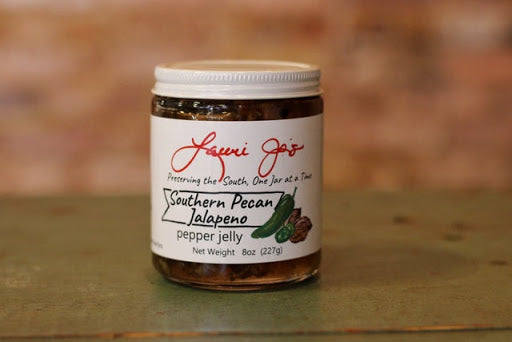 Lauri Jo's
Preserving the South, One Jar at a Time
Southern Pecan
Jalapeno
pepper jelly
Net Weight 8oz (227g)